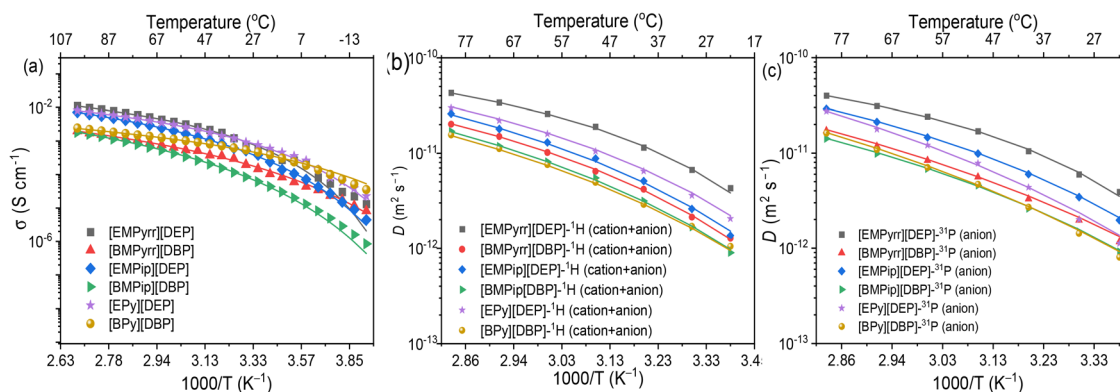 Temperature (°C)
107 87 67 47 27 7 -13
(a)
10⁻²
10⁻⁶
σ (S cm⁻¹)
[EMPyrr][DEP]
[BMPyrr][DBP]
[EMPip][DEP]
[BMPip][DBP]
[EPy][DEP]
[BPy][DBP]
2.63 2.78 2.94 3.13 3.33 3.57 3.85
1000/T (K⁻¹)
Temperature (°C)
77 67 57 47 37 27 17
(b)
10⁻¹⁰
10⁻¹¹
10⁻¹²
10⁻¹³
D (m² s⁻¹)
[EMPyrr][DEP]-¹H (cation+anion)
[BMPyrr][DBP]-¹H (cation+anion)
[EMPip][DEP]-¹H (cation+anion)
[BMPip[DBP]-¹H (cation+anion)
[EPy][DEP]-¹H (cation+anion)
[BPy][DBP]-¹H (cation+anion)
2.86 2.94 3.03 3.13 3.23 3.33 3.4
1000/T (K⁻¹)
Temperature (°C)
77 67 57 47 37 27
(c)
10⁻¹⁰
10⁻¹¹
10⁻¹²
10⁻¹³
D (m² s⁻¹)
[EMPyrr][DEP]-³¹P (anion)
[BMPyrr][DBP]-³¹P (anion)
[EMPip][DEP]-³¹P (anion)
[BMPip[DBP]-³¹P (anion)
[EPy][DEP]-³¹P (anion)
[BPy][DBP]-³¹P (anion)
2.86 2.94 3.03 3.13 3.23 3.33
1000/T (K⁻¹)